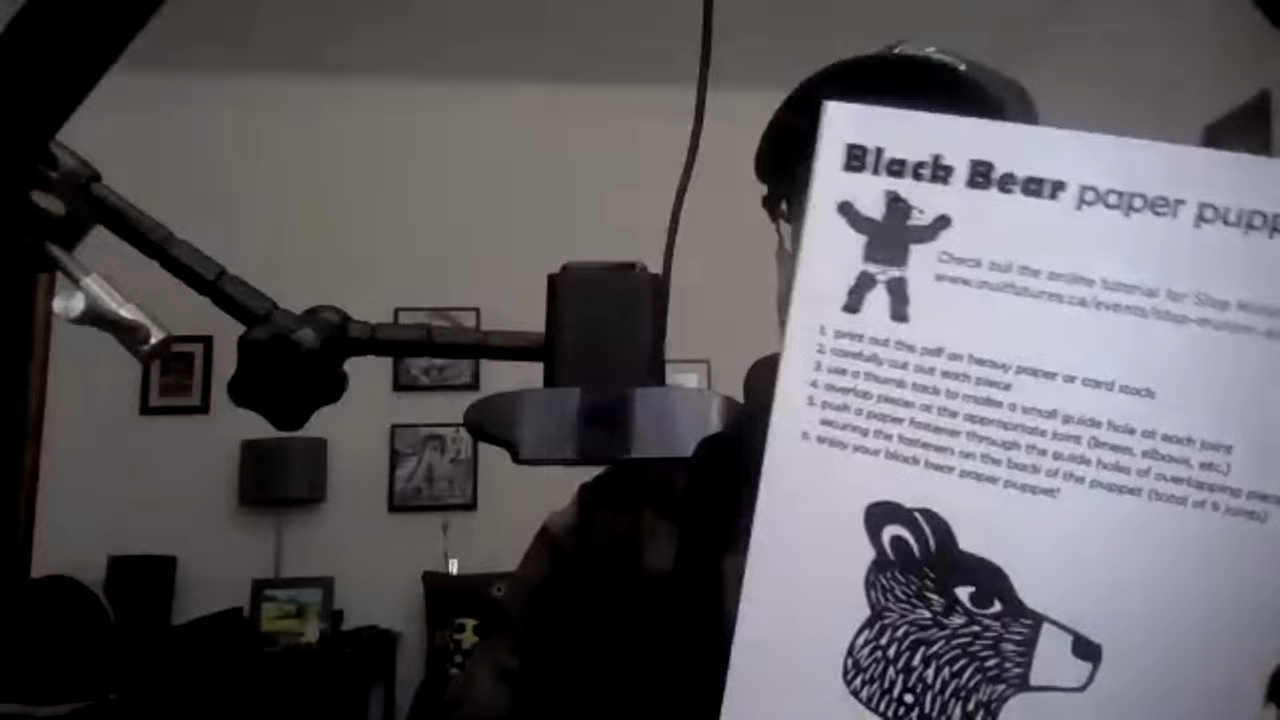 Black Bear paper pupp
Check out the online tutorial for Stop
1. print out this pdf on heavy paper or card stock
2. carefully cut out each piece
3. use a thumb tack to make a small guide hole at each joint
4. overlap pieces at the appropriate joint (knees, elbows, etc.)
5. push a paper fastener through the guide holes of overlapping
securing the fasteners on the back of the puppet (total of 9 joints)
6. enjoy your black bear paper puppet!